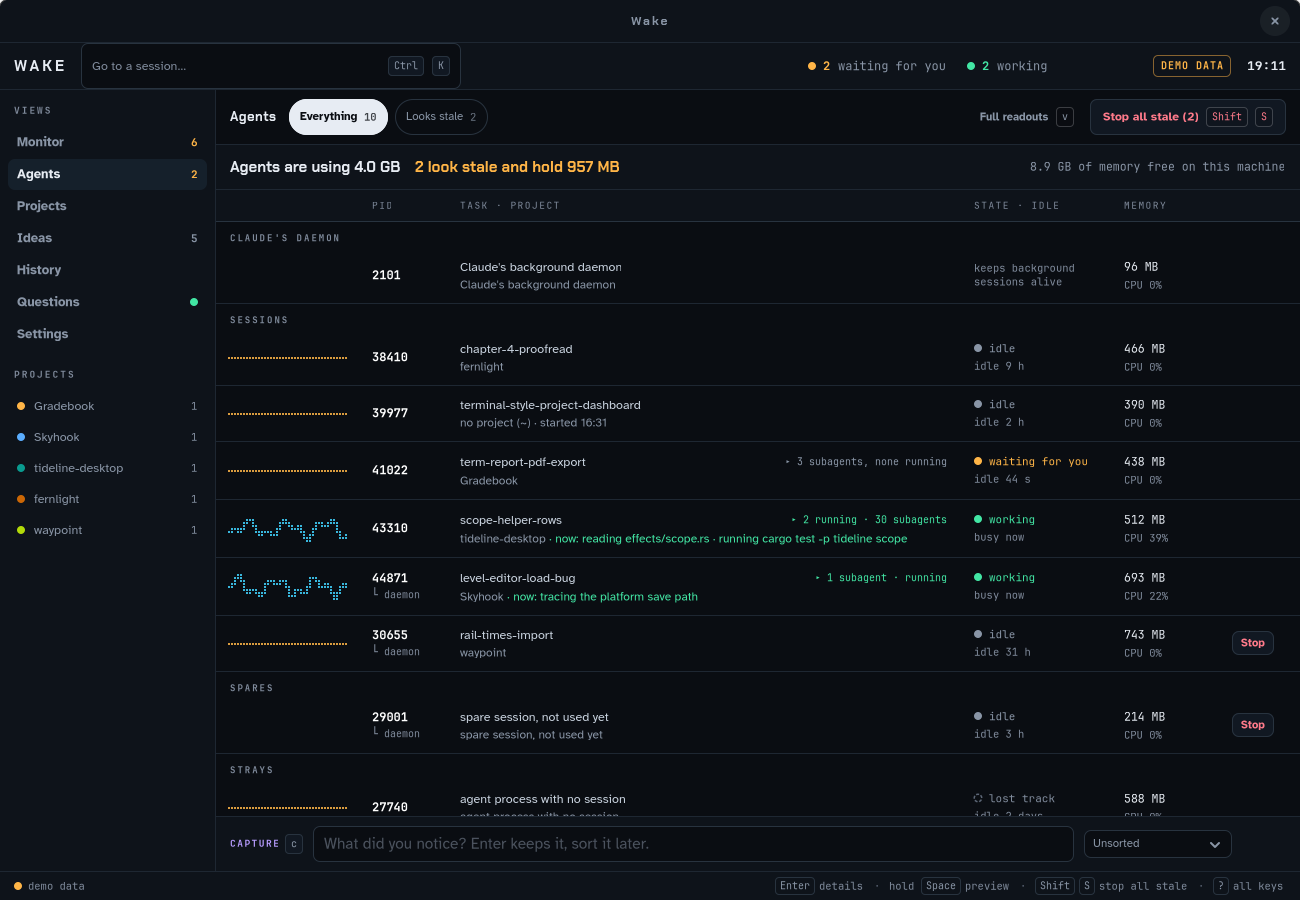 Wake
WAKE
Go to a session... Ctrl K
2 waiting for you 2 working DEMO DATA 19:11
VIEWS
Monitor 6
Agents 2
Projects
Ideas 5
History
Questions
Settings
PROJECTS
Gradebook 1
Skyhook 1
tideline-desktop 1
fernlight 1
waypoint 1
Agents Everything 10 Looks stale 2 Full readouts v Stop all stale (2) Shift S
Agents are using 4.0 GB 2 look stale and hold 957 MB 8.9 GB of memory free on this machine
PID TASK · PROJECT STATE · IDLE MEMORY
CLAUDE'S DAEMON
2101 Claude's background daemon keeps background 96 MB
Claude's background daemon sessions alive CPU 0%
SESSIONS
38410 chapter-4-proofread idle 466 MB
fernlight idle 9 h CPU 0%
39977 terminal-style-project-dashboard idle 390 MB
no project (~) · started 16:31 idle 2 h CPU 0%
41022 term-report-pdf-export ▸ 3 subagents, none running waiting for you 438 MB
Gradebook idle 44 s CPU 0%
43310 scope-helper-rows ▸ 2 running · 30 subagents working 512 MB
tideline-desktop · now: reading effects/scope.rs · running cargo test -p tideline scope busy now CPU 39%
44871 level-editor-load-bug ▸ 1 subagent · running working 693 MB
└ daemon Skyhook · now: tracing the platform save path busy now CPU 22%
30655 rail-times-import idle 743 MB Stop
└ daemon waypoint idle 31 h CPU 0%
SPARES
29001 spare session, not used yet idle 214 MB Stop
└ daemon spare session, not used yet idle 3 h CPU 0%
STRAYS
27740 agent process with no session lost track 588 MB
agent process with no session idle 2 days CPU 0%
CAPTURE c What did you notice? Enter keeps it, sort it later. Unsorted
demo data Enter details · hold Space preview · Shift S stop all stale · ? all keys